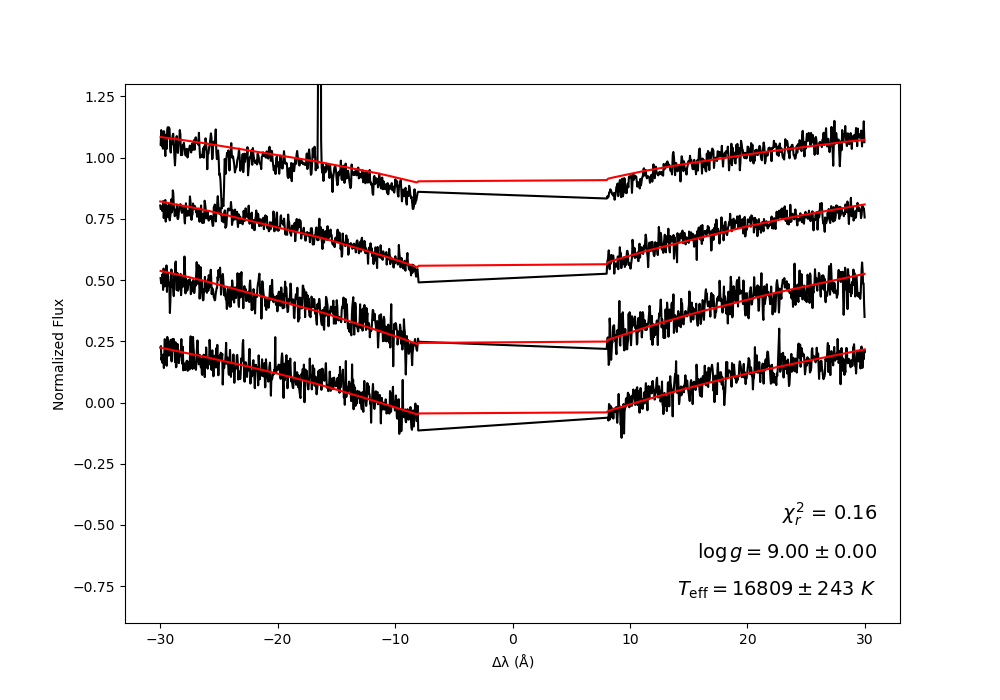 1.25
1.00
0.75
0.50
0.25
0.00
−0.25
−0.50
−0.75
Normalized Flux
χ²ᵣ = 0.16
log g = 9.00 ± 0.00
T_eff = 16809 ± 243 K
−30 −20 −10 0 10 20 30
Δλ (Å)